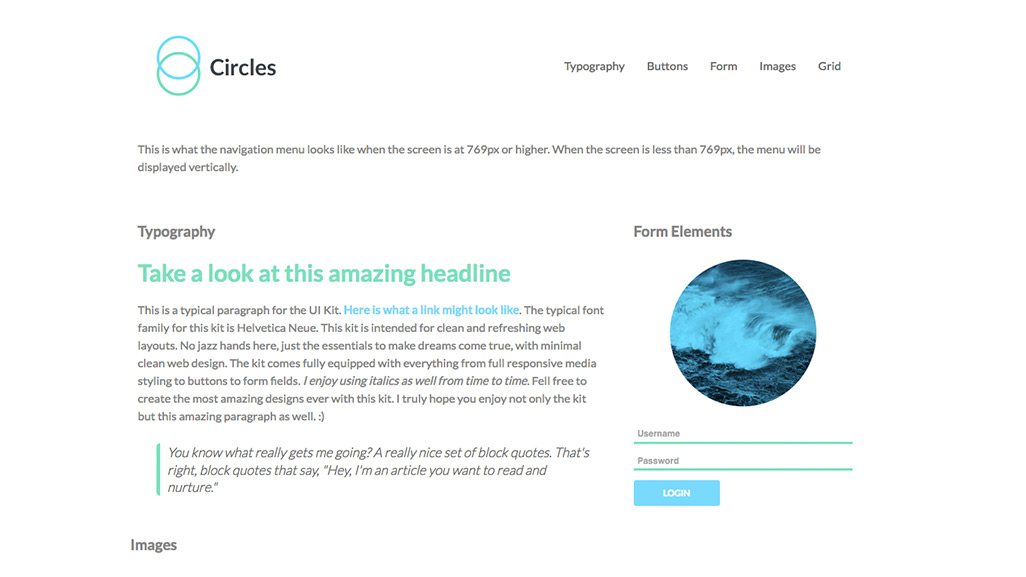 Circles
Typography Buttons Form Images Grid
This is what the navigation menu looks like when the screen is at 769px or higher. When the screen is less than 769px, the menu will be
displayed vertically.
Typography
Take a look at this amazing headline
This is a typical paragraph for the UI Kit. Here is what a link might look like. The typical font
family for this kit is Helvetica Neue. This kit is intended for clean and refreshing web
layouts. No jazz hands here, just the essentials to make dreams come true, with minimal
clean web design. The kit comes fully equipped with everything from full responsive media
styling to buttons to form fields. I enjoy using italics as well from time to time. Fell free to
create the most amazing designs ever with this kit. I truly hope you enjoy not only the kit
but this amazing paragraph as well. :)
You know what really gets me going? A really nice set of block quotes. That's
right, block quotes that say, "Hey, I'm an article you want to read and
nurture."
Form Elements
Username
Password
LOGIN
Images